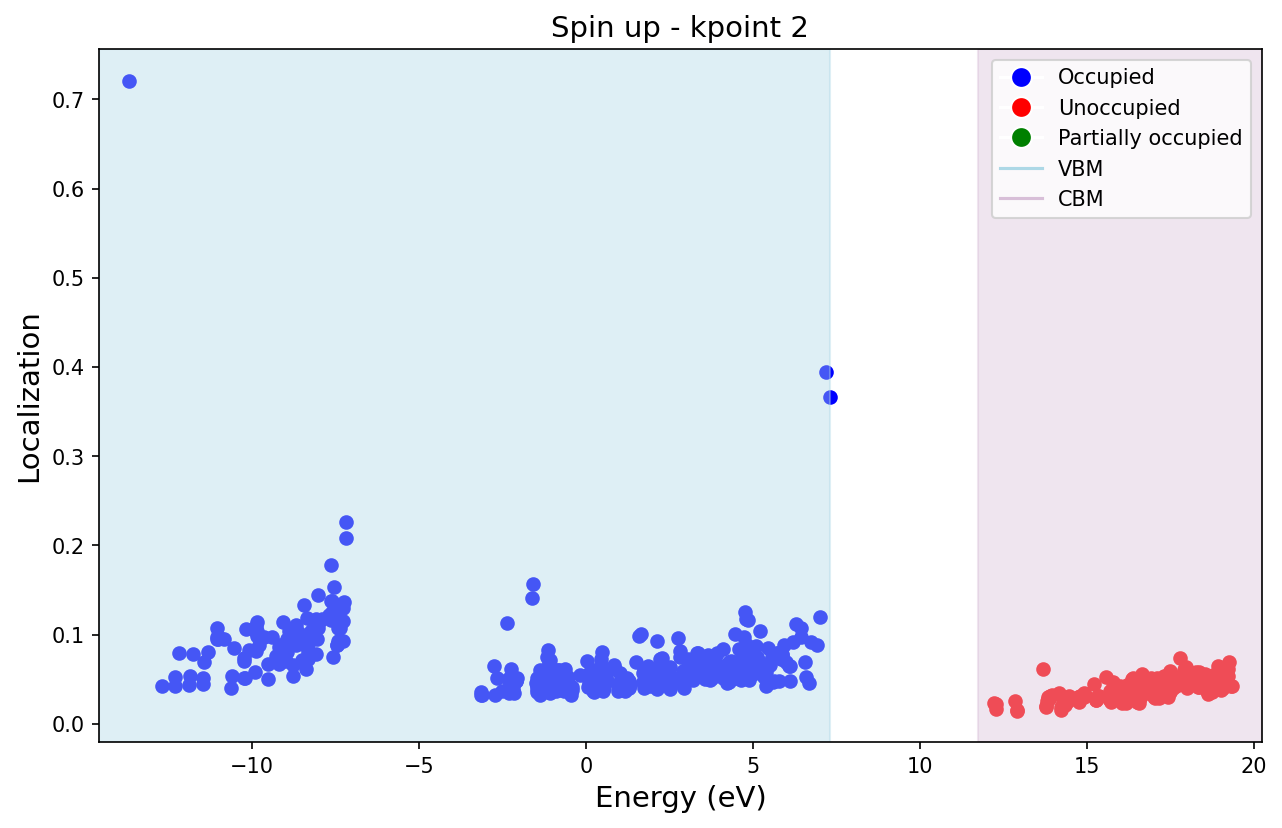 Spin up - kpoint 2
Localization
0.7
0.6
0.5
0.4
0.3
0.2
0.1
0.0
−10
−5
0
5
10
15
20
Energy (eV)
Occupied
Unoccupied
Partially occupied
VBM
CBM